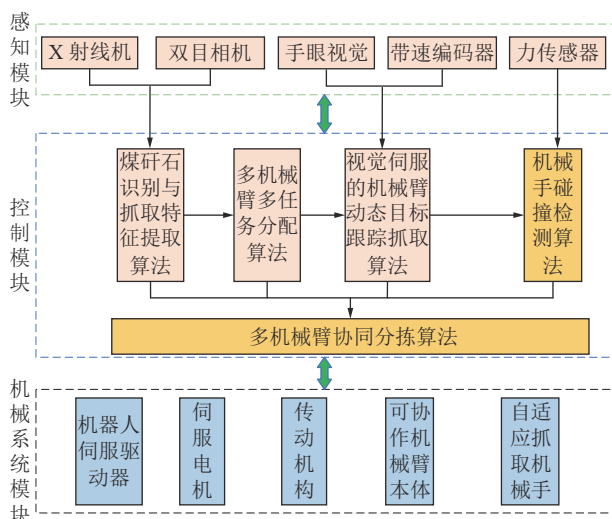 感知模块
X 射线机
双目相机
手眼视觉
带速编码器
力传感器
控制模块
煤矸石
识别与
抓取特
征提取
算法
多机械
臂多任
务分配
算法
视觉伺服
的机械臂
动态目标
跟踪抓取
算法
机械
手碰
撞检
测算
法
多机械臂协同分拣算法
机械系统模块
机器人
伺服驱
动器
伺
服
电
机
传
动
机
构
可协
作机
械臂
本体
自适
应抓
取机
械手